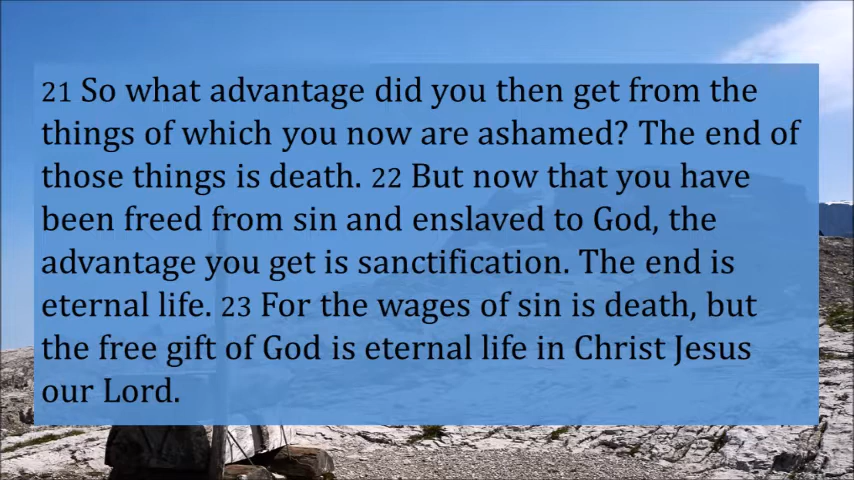 21 So what advantage did you then get from the
things of which you now are ashamed? The end of
those things is death. 22 But now that you have
been freed from sin and enslaved to God, the
advantage you get is sanctification. The end is
eternal life. 23 For the wages of sin is death, but
the free gift of God is eternal life in Christ Jesus
our Lord.